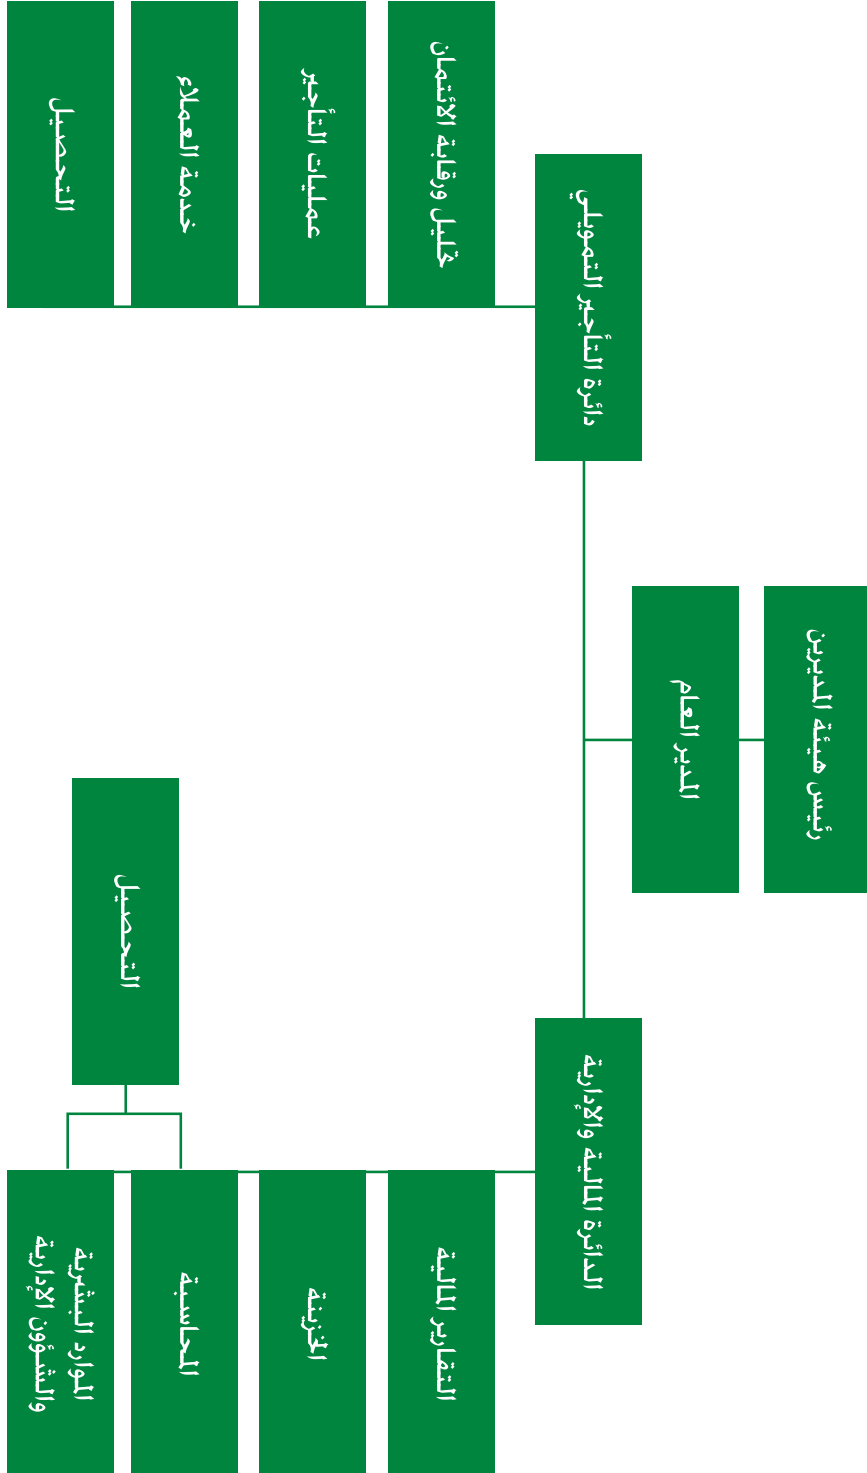 رئيس هيئة المديرين
المدير العام
دائرة التأجير التمويلي
الدائرة المالية والإدارية
تحليل ورقابة الائتمان
عمليات التأجير
خدمة العملاء
التحصيل
التقارير المالية
الخزينة
المحاسبة
الموارد البشرية
والشؤون الإدارية
التحصيل